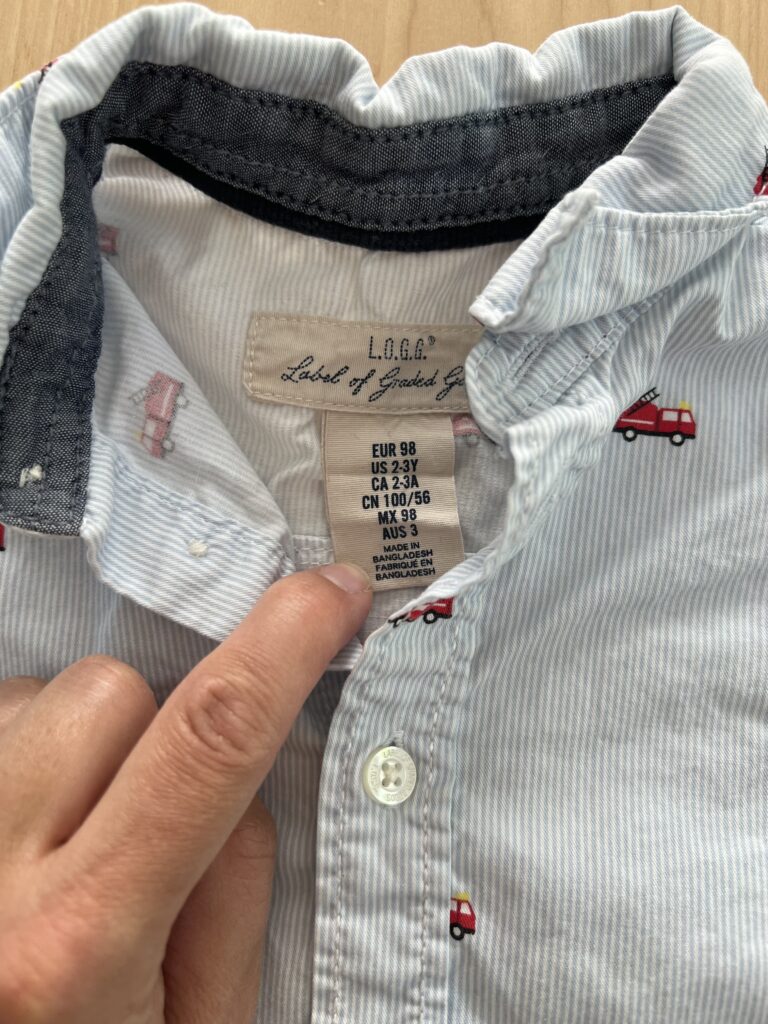 L.O.G.G.®
Label of Graded
EUR 98
US 2-3Y
CA 2-3A
CN 100/56
MX 98
AUS 3
MADE IN
BANGLADESH
FABRIQUÉ EN
BANGLADESH